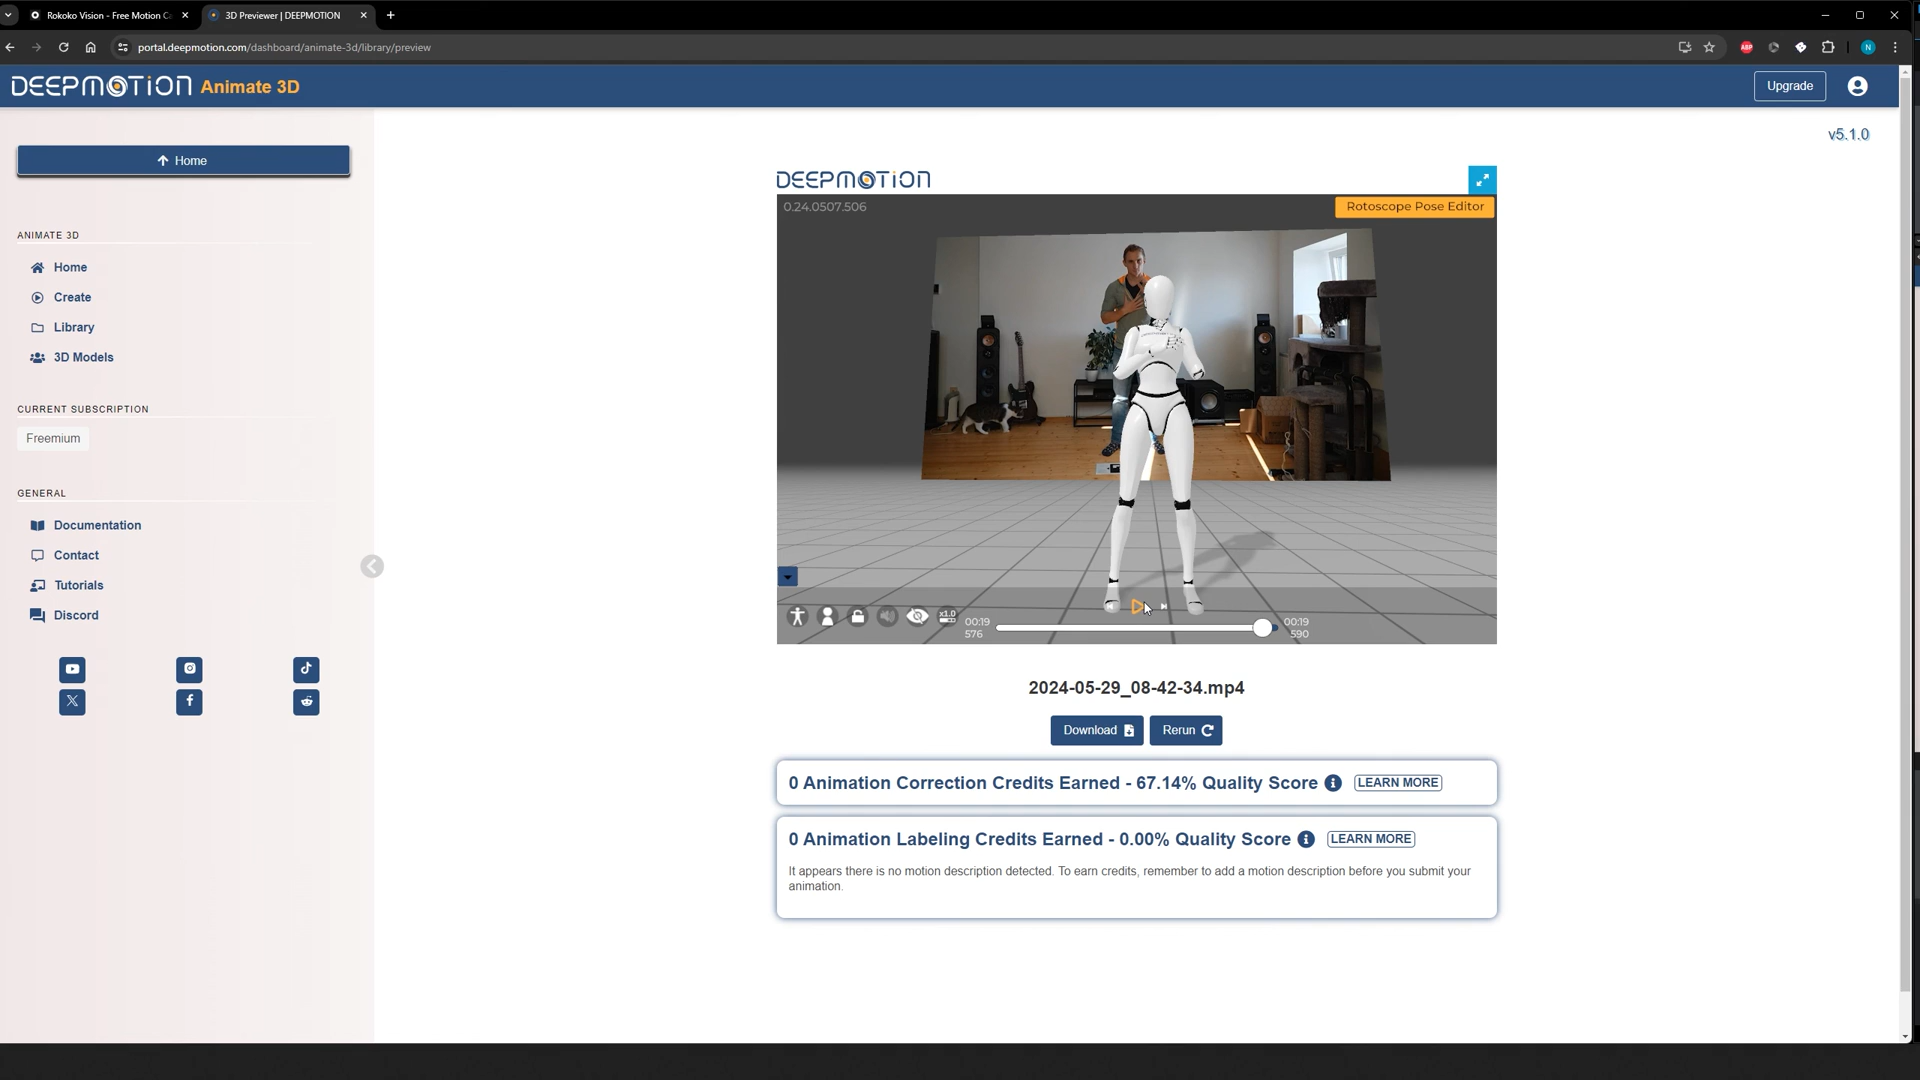 Rokoko Vision - Free Motion C
3D Previewer | DEEPMOTION
portal.deepmotion.com/dashboard/animate-3d/library/preview
ABP
N
DEEPMOTION Animate 3D
Upgrade
v5.1.0
Home
ANIMATE 3D
Home
Create
Library
3D Models
CURRENT SUBSCRIPTION
Freemium
GENERAL
Documentation
Contact
Tutorials
Discord
DEEPMOTION
0.24.0507.506
Rotoscope Pose Editor
x1.0
00:19
576
00:19
590
2024-05-29_08-42-34.mp4
Download
Rerun
0 Animation Correction Credits Earned - 67.14% Quality Score
LEARN MORE
0 Animation Labeling Credits Earned - 0.00% Quality Score
LEARN MORE
It appears there is no motion description detected. To earn credits, remember to add a motion description before you submit your
animation.